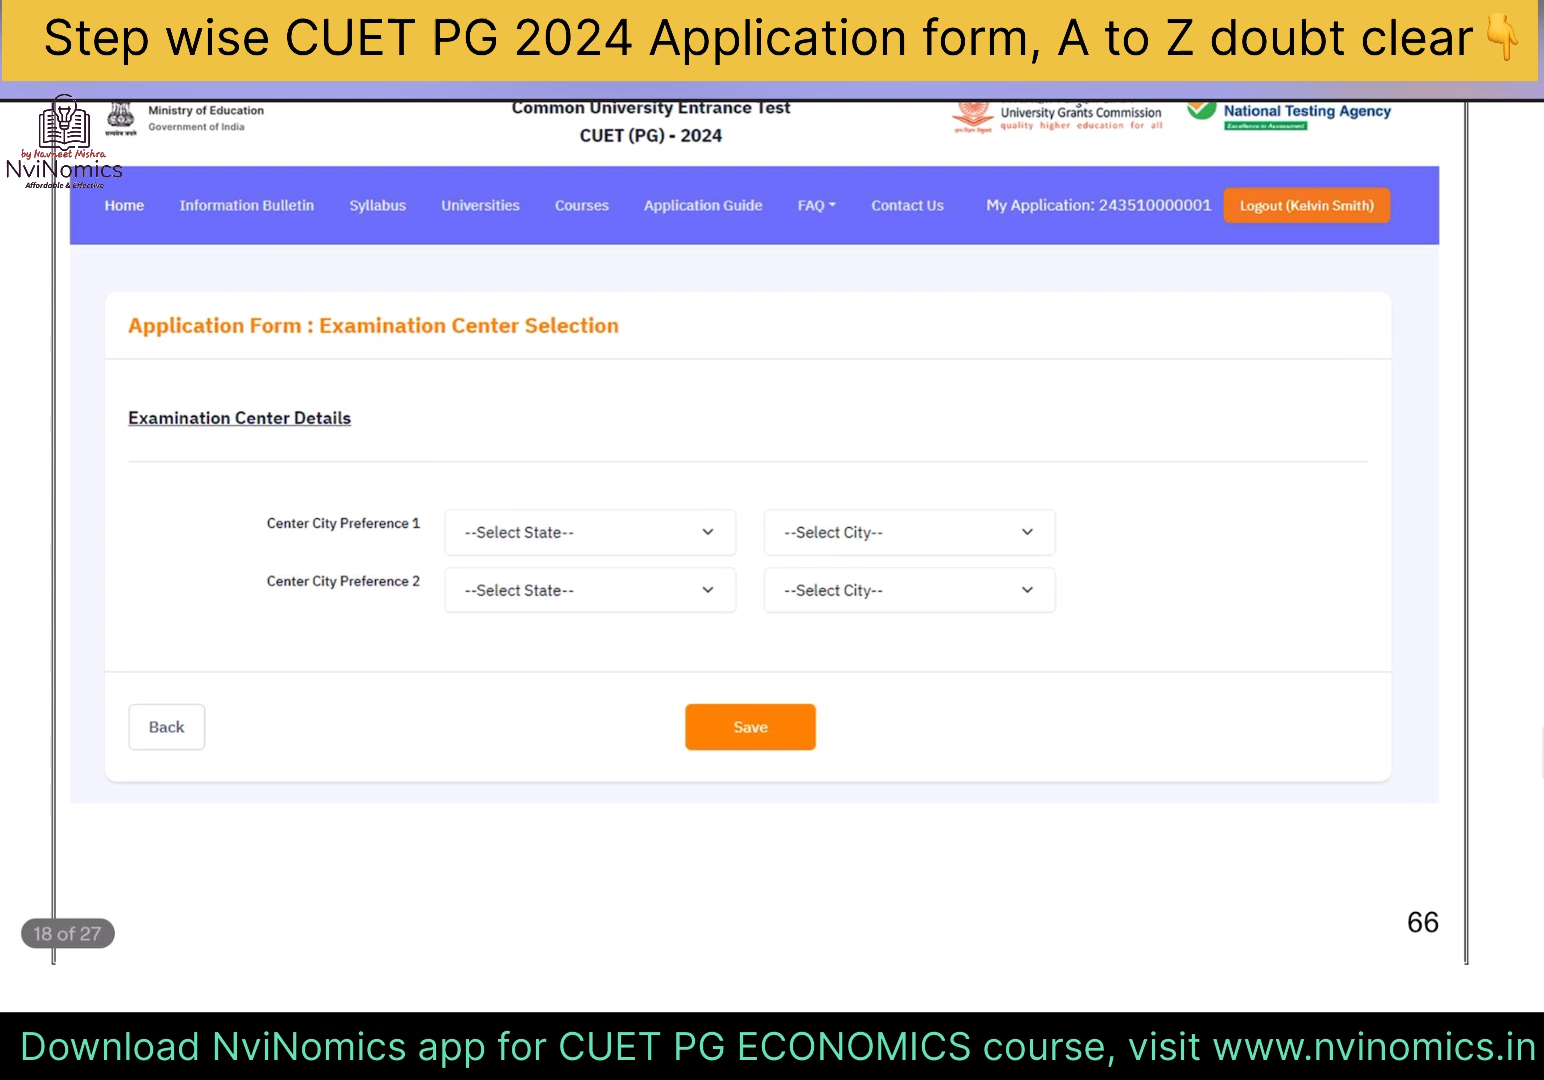 Step wise CUET PG 2024 Application form, A to Z doubt clear👇
Ministry of Education
Government of India
Common University Entrance Test
CUET (PG) - 2024
University Grants Commission
quality higher education for all
National Testing Agency
Excellence in Assessment
by Navneet Mishra.
NviNomics
Affordable & Effective
Home Information Bulletin Syllabus Universities Courses Application Guide FAQ Contact Us My Application: 243510000001 Logout (Kelvin Smith)
Application Form : Examination Center Selection
Examination Center Details
Center City Preference 1 --Select State-- --Select City--
Center City Preference 2 --Select State-- --Select City--
Back Save
66
18 of 27
Download NviNomics app for CUET PG ECONOMICS course, visit www.nvinomics.in